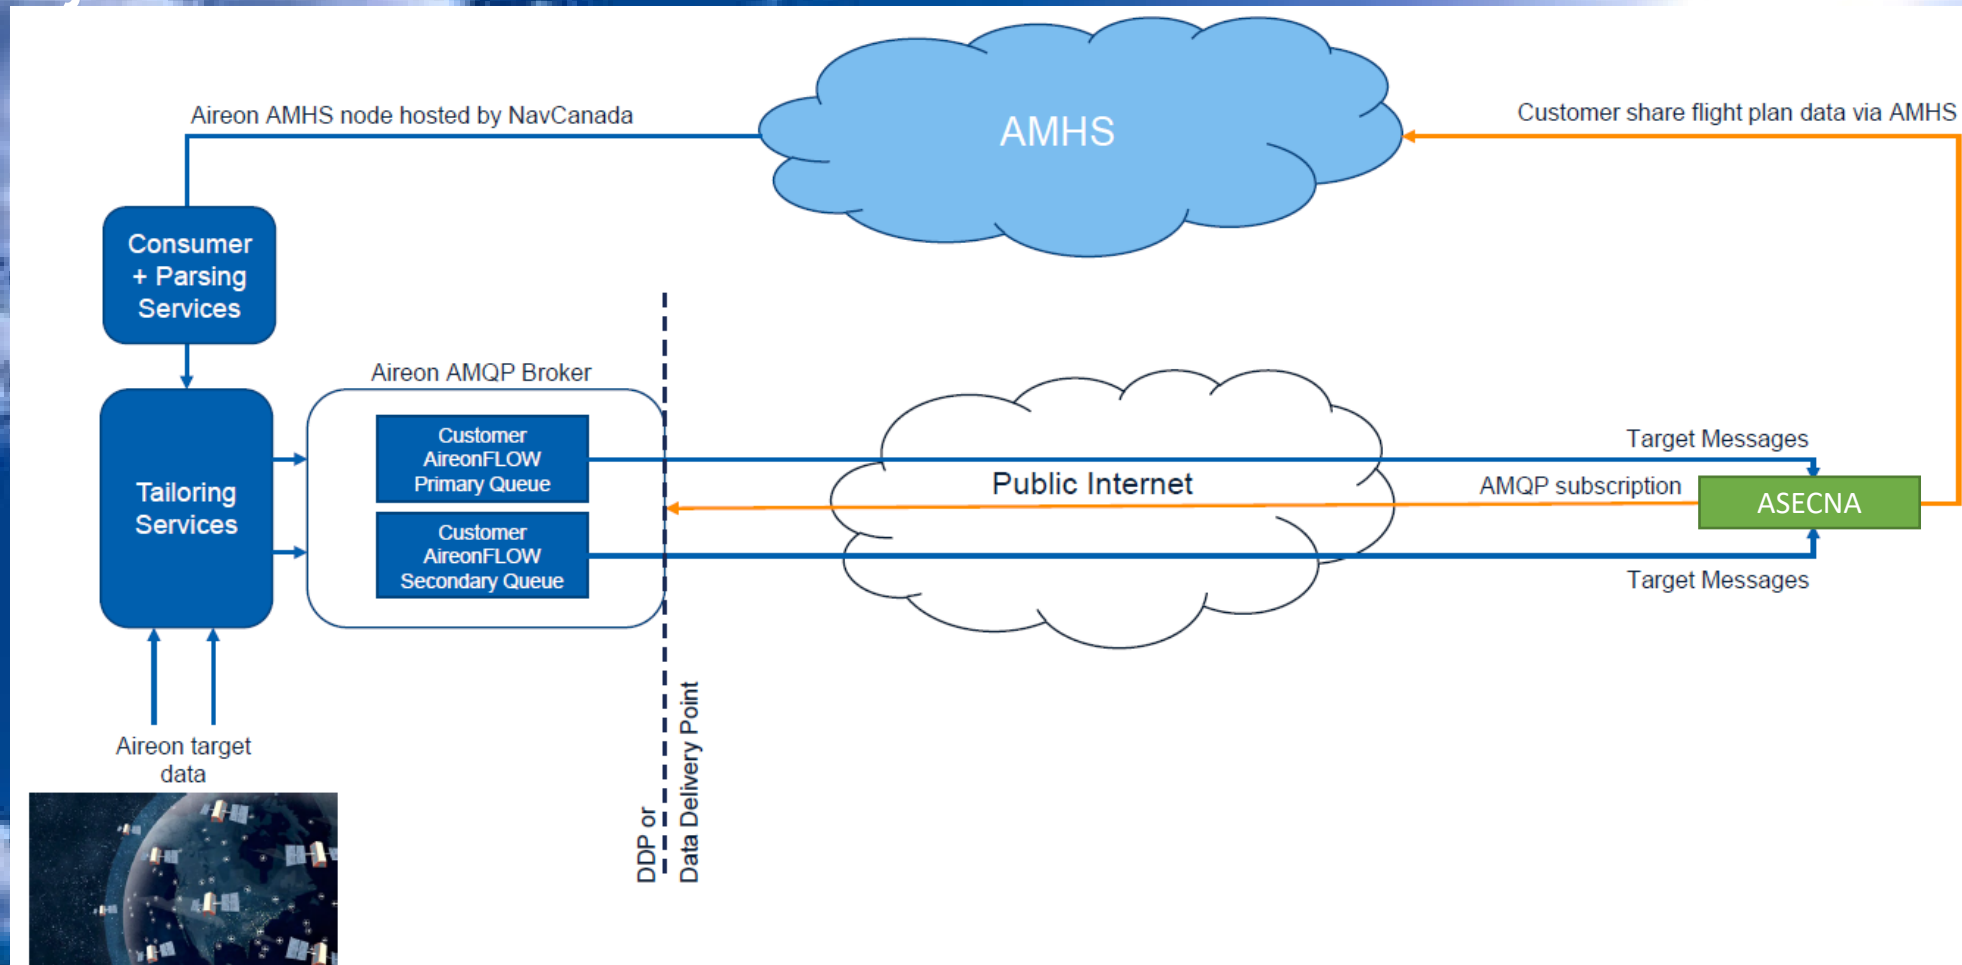 AMHS
Aireon AMHS node hosted by NavCanada
Customer share flight plan data via AMHS
Consumer
+ Parsing
Services
Aireon AMQP Broker
Customer
AireonFLOW
Primary Queue
Tailoring
Services
Customer
AireonFLOW
Secondary Queue
Public Internet
Target Messages
AMQP subscription
ASECNA
Target Messages
Aireon target
data
DDP or
Data Delivery Point